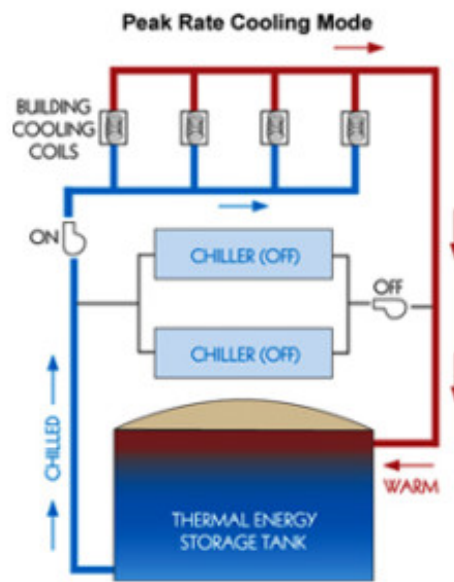 Peak Rate Cooling Mode
BUILDING
COOLING
COILS
ON
CHILLER (OFF)
OFF
CHILLER (OFF)
CHILLED
WARM
THERMAL ENERGY
STORAGE TANK